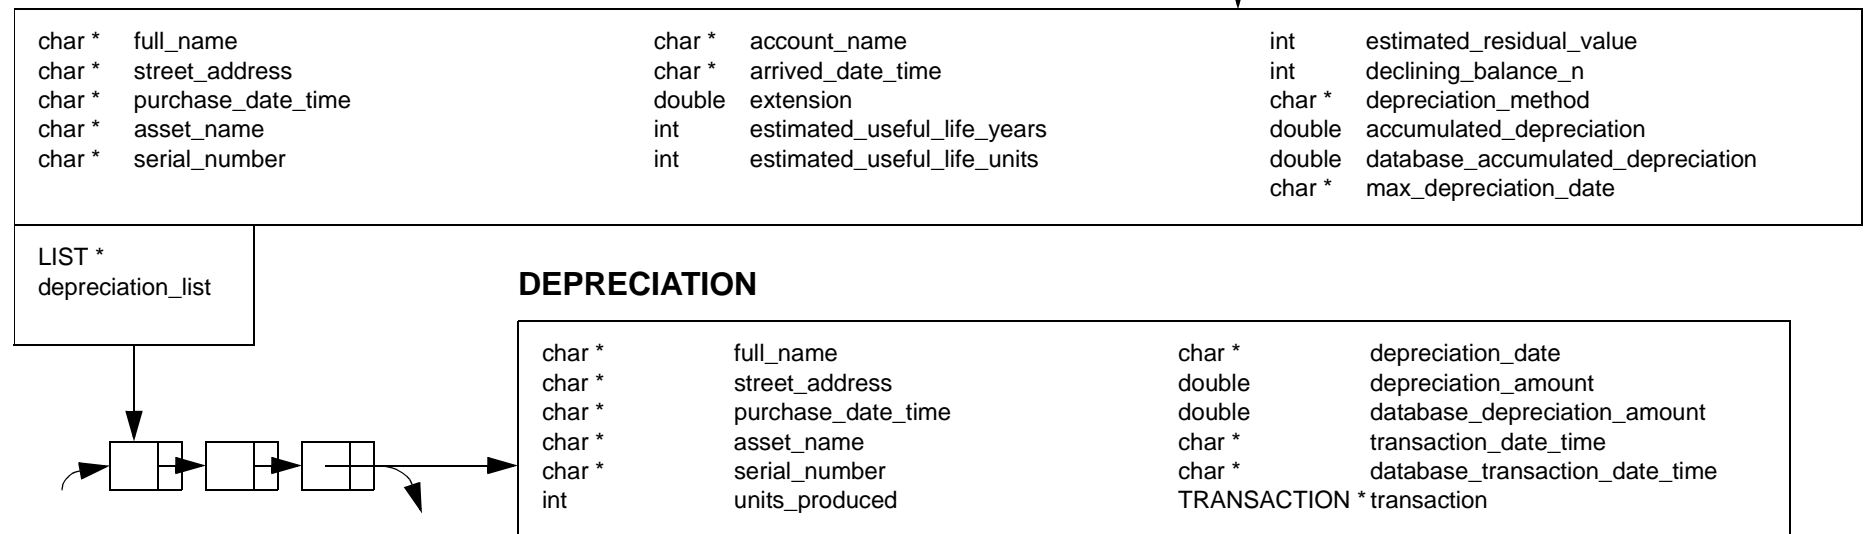 char * full_name
char * street_address
char * purchase_date_time
char * asset_name
char * serial_number
char * account_name
char * arrived_date_time
double extension
int estimated_useful_life_years
int estimated_useful_life_units
int estimated_residual_value
int declining_balance_n
char * depreciation_method
double accumulated_depreciation
double database_accumulated_depreciation
char * max_depreciation_date
LIST *
depreciation_list
DEPRECIATION
char * full_name
char * street_address
char * purchase_date_time
char * asset_name
char * serial_number
int units_produced
char * depreciation_date
double depreciation_amount
double database_depreciation_amount
char * transaction_date_time
char * database_transaction_date_time
TRANSACTION * transaction